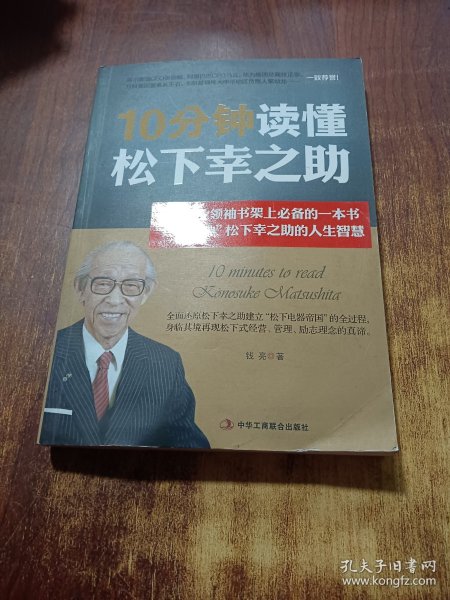 一致荐誉!
10分钟读懂
松下幸之助
领袖书架上必备的一本书
松下幸之助的人生智慧
10 minutes to read
Konosuke Matsushita
全面还原松下幸之助建立“松下电器帝国”的全过程,
身临其境再现松下式经营、管理、励志理念的真谛。
钱亮 著
中华工商联合出版社
孔夫子旧书网
www.kongfz.com